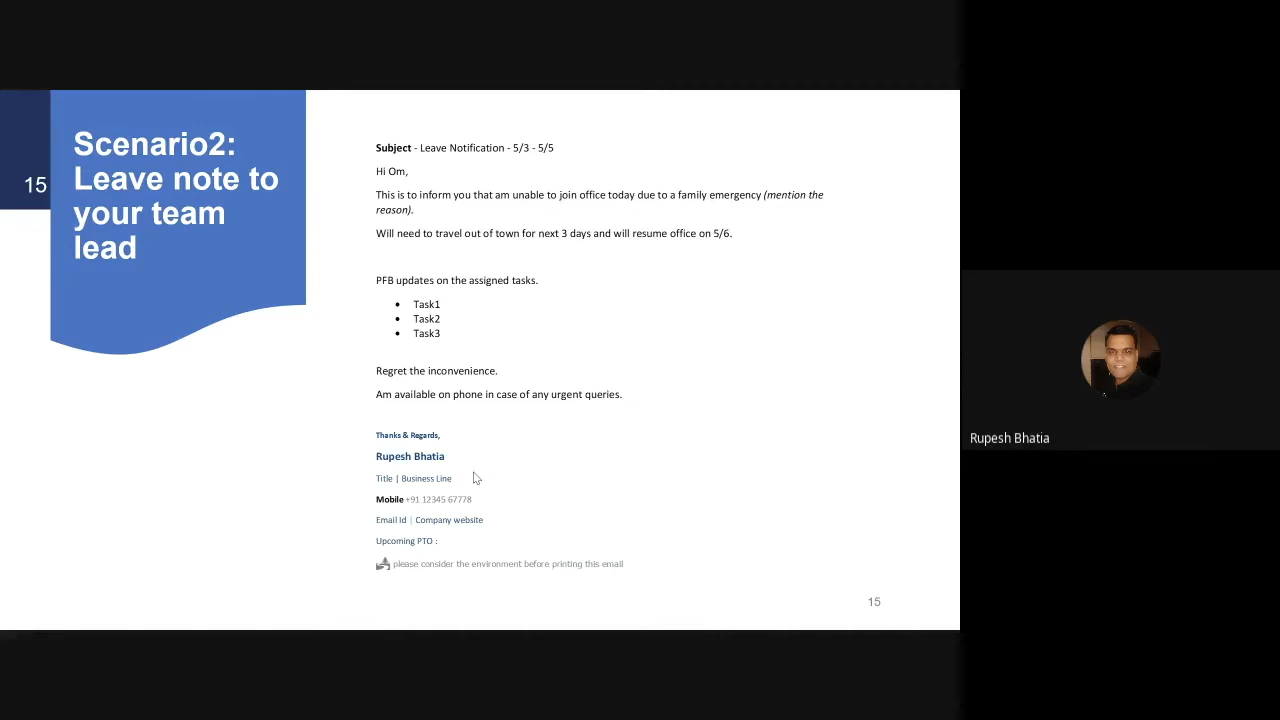 15
Scenario2:
Leave note to
your team
lead
Subject - Leave Notification - 5/3 - 5/5
Hi Om,
This is to inform you that am unable to join office today due to a family emergency (mention the
reason).
Will need to travel out of town for next 3 days and will resume office on 5/6.
PFB updates on the assigned tasks.
• Task1
• Task2
• Task3
Regret the inconvenience.
Am available on phone in case of any urgent queries.
Thanks & Regards,
Rupesh Bhatia
Title | Business Line
Mobile +91 12345 67778
Email Id | Company website
Upcoming PTO :
please consider the environment before printing this email
15
Rupesh Bhatia